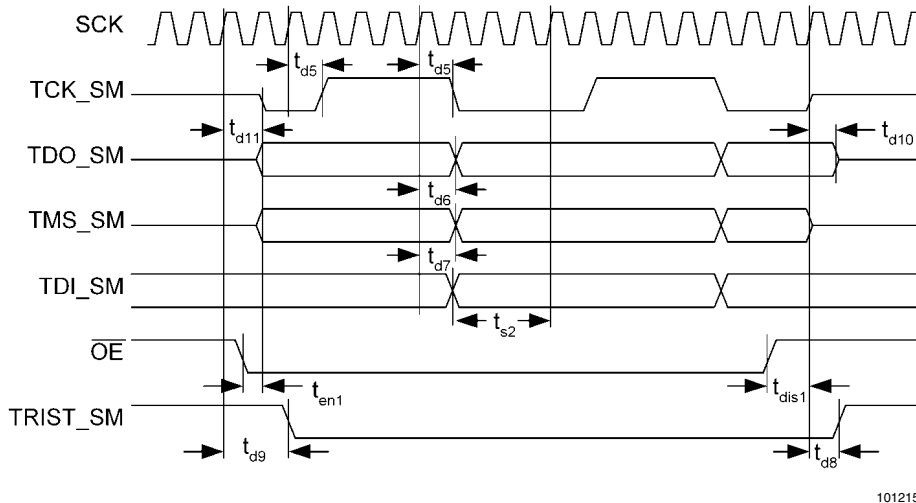 SCK
t_d5 t_d5
TCK_SM
t_d11 t_d10
TDO_SM
t_d6
TMS_SM
t_d7
TDI_SM
t_s2
OE
t_en1 t_dis1
TRIST_SM
t_d9 t_d8
101215